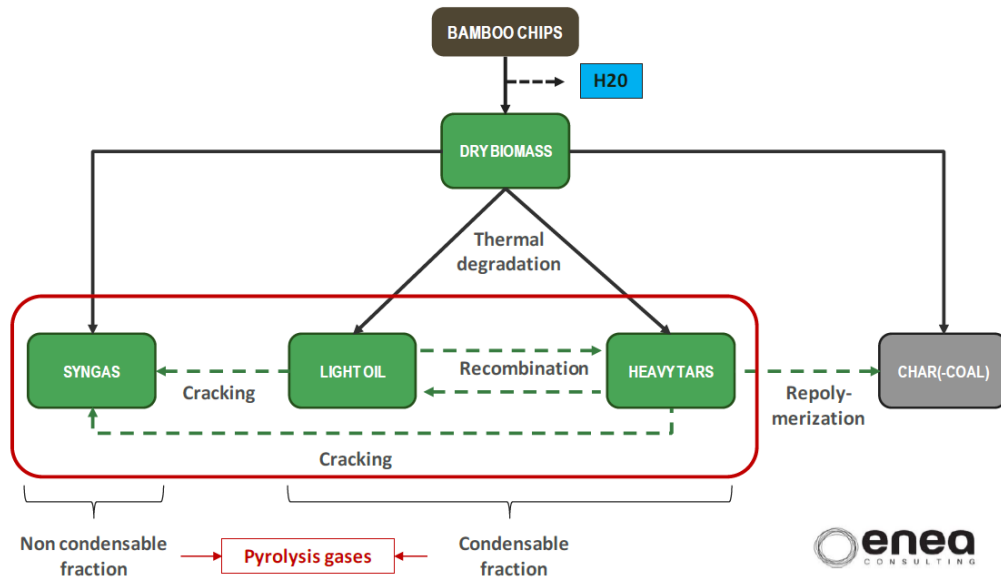 BAMBOO CHIPS
H20
DRY BIOMASS
Thermal
degradation
SYNGAS
Cracking
LIGHT OIL
Recombination
HEAVY TARS
Repoly-
merization
CHAR(-COAL)
Cracking
Non condensable
fraction
Pyrolysis gases
Condensable
fraction
enea
CONSULTING